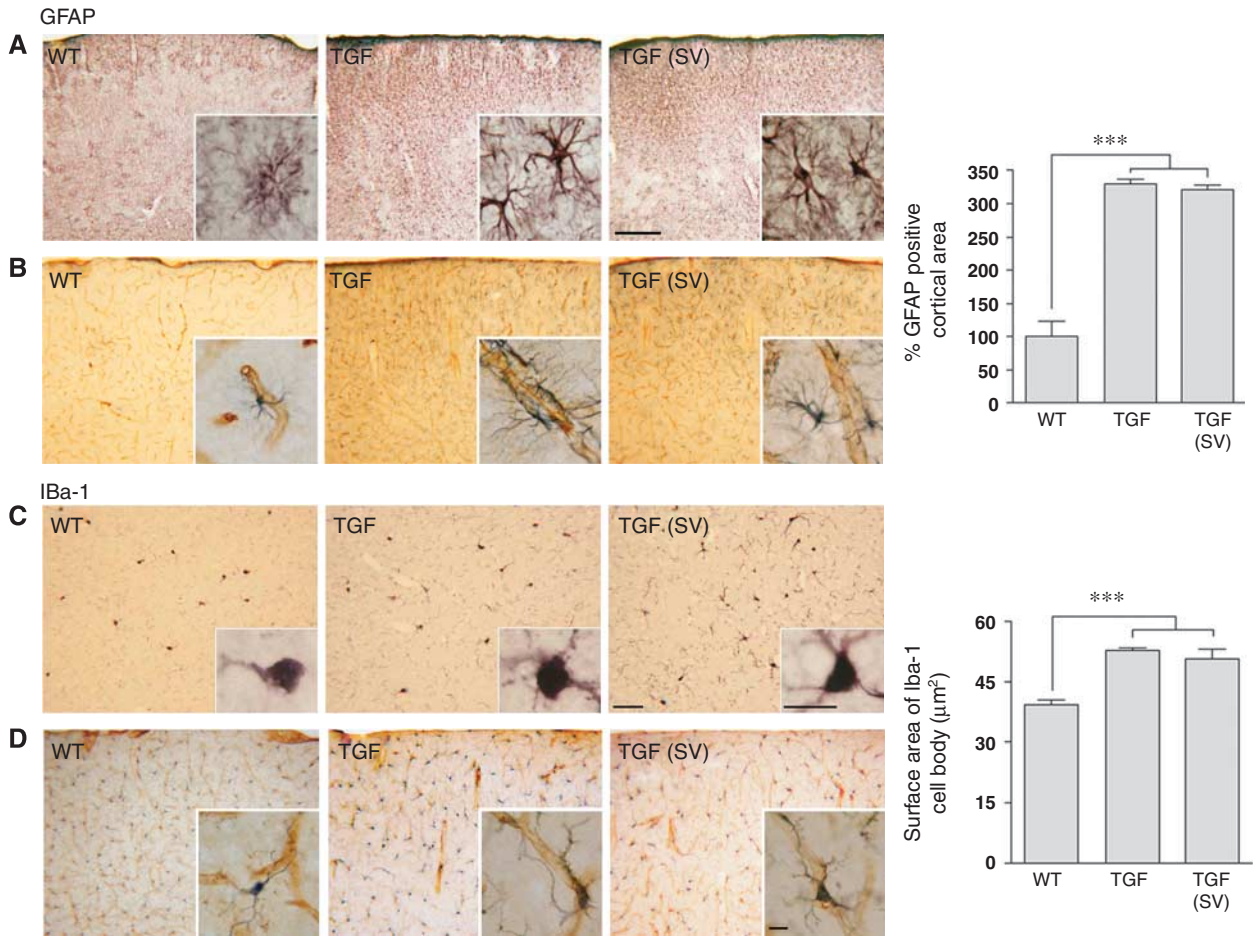 GFAP
A
WT
TGF
TGF (SV)
B
WT
TGF
TGF (SV)
% GFAP positive
cortical area
350
300
250
200
150
100
50
0
***
WT
TGF
TGF
(SV)
IBa-1
C
WT
TGF
TGF (SV)
D
WT
TGF
TGF (SV)
Surface area of Iba-1
cell body (μm²)
60
45
30
15
0
***
WT
TGF
TGF
(SV)